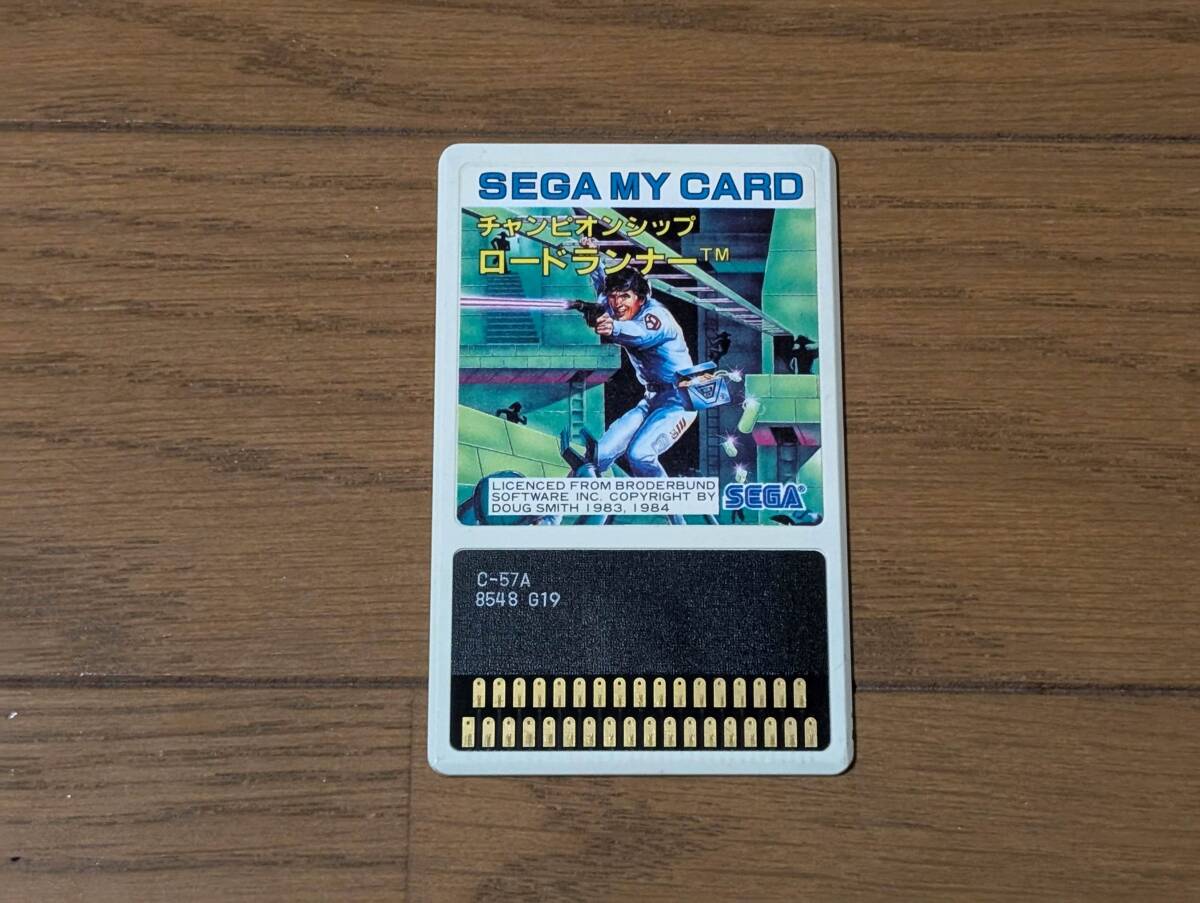 SEGA MY CARD
チャンピオンシップ
ロードランナー™
LICENCED FROM BRODERBUND
SOFTWARE INC. COPYRIGHT BY
DOUG SMITH 1983, 1984
SEGA®
C-57A
8548 G19